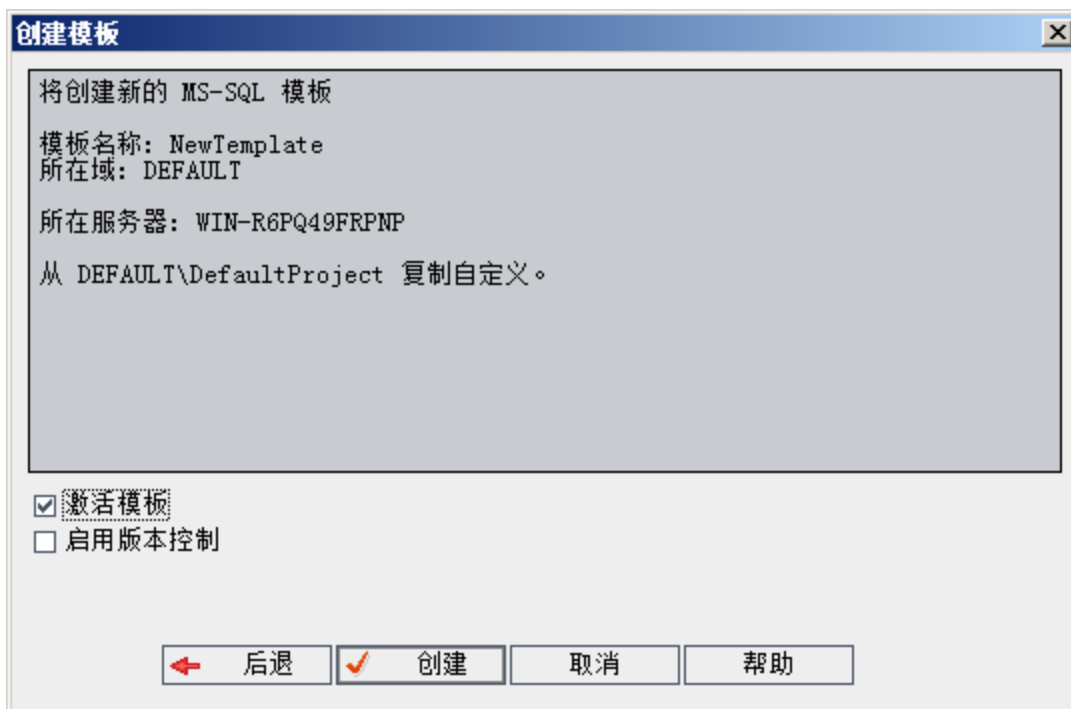 创建模板
将创建新的 MS-SQL 模板
模板名称: NewTemplate
所在域: DEFAULT
所在服务器: WIN-R6PQ49FRPNP
从 DEFAULT\DefaultProject 复制自定义。
激活模板
启用版本控制
后退 创建 取消 帮助